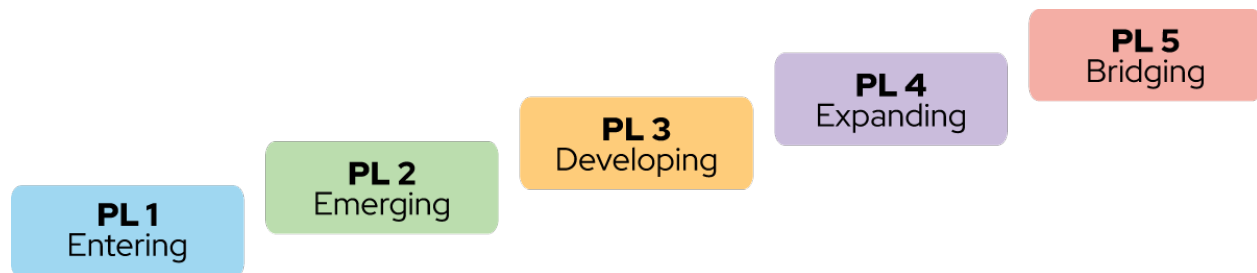 PL 1
Entering
PL 2
Emerging
PL 3
Developing
PL 4
Expanding
PL 5
Bridging